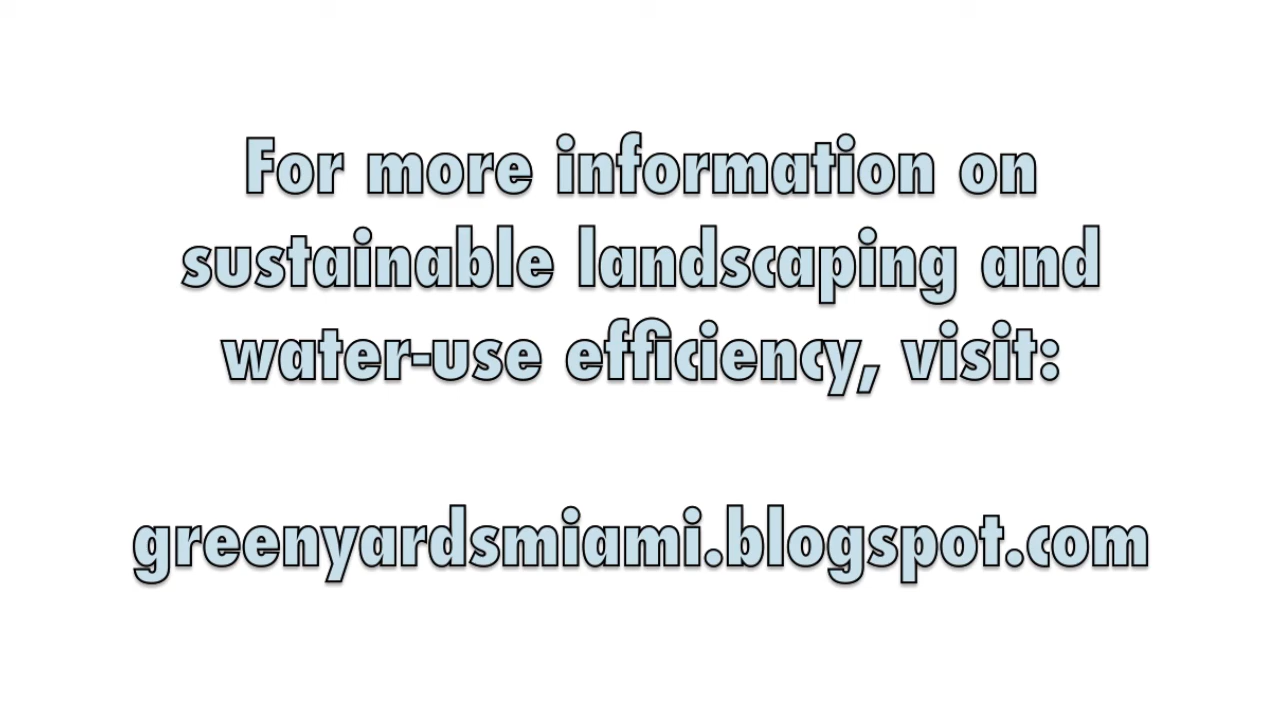 For more information on
sustainable landscaping and
water-use efficiency, visit:
greenyardsmiami.blogspot.com